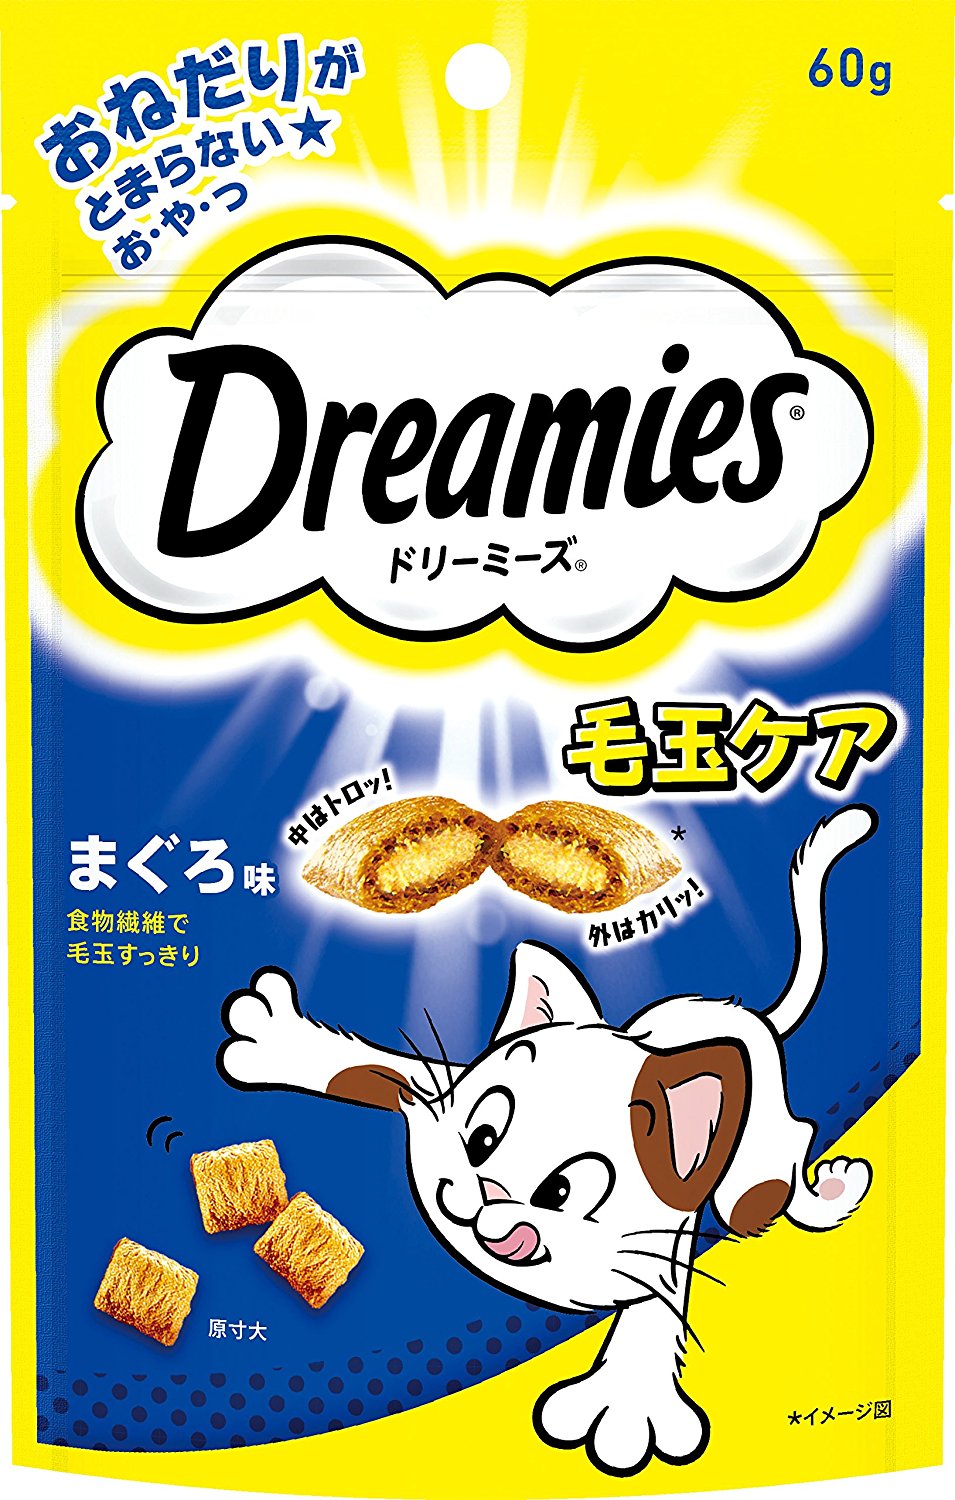 おねだりが
とまらない★
お・や・つ
60g
Dreamies®
ドリーミーズ®
毛玉ケア
中はトロッ!
*
外はカリッ!
まぐろ味
食物繊維で
毛玉すっきり
原寸大
*イメージ図